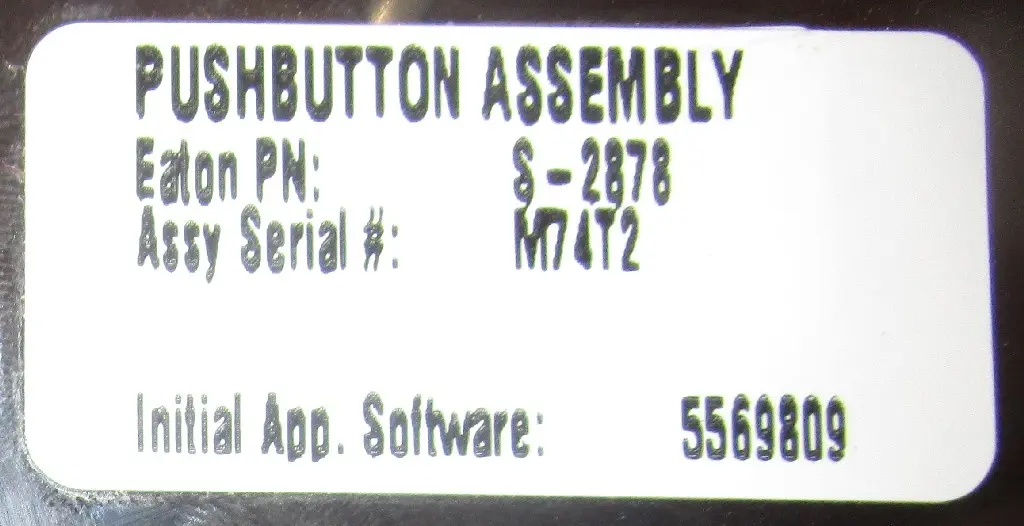 PUSHBUTTON ASSEMBLY
Eaton PN: S-2878
Assy Serial #: M74T2
Initial App. Software: 5569809